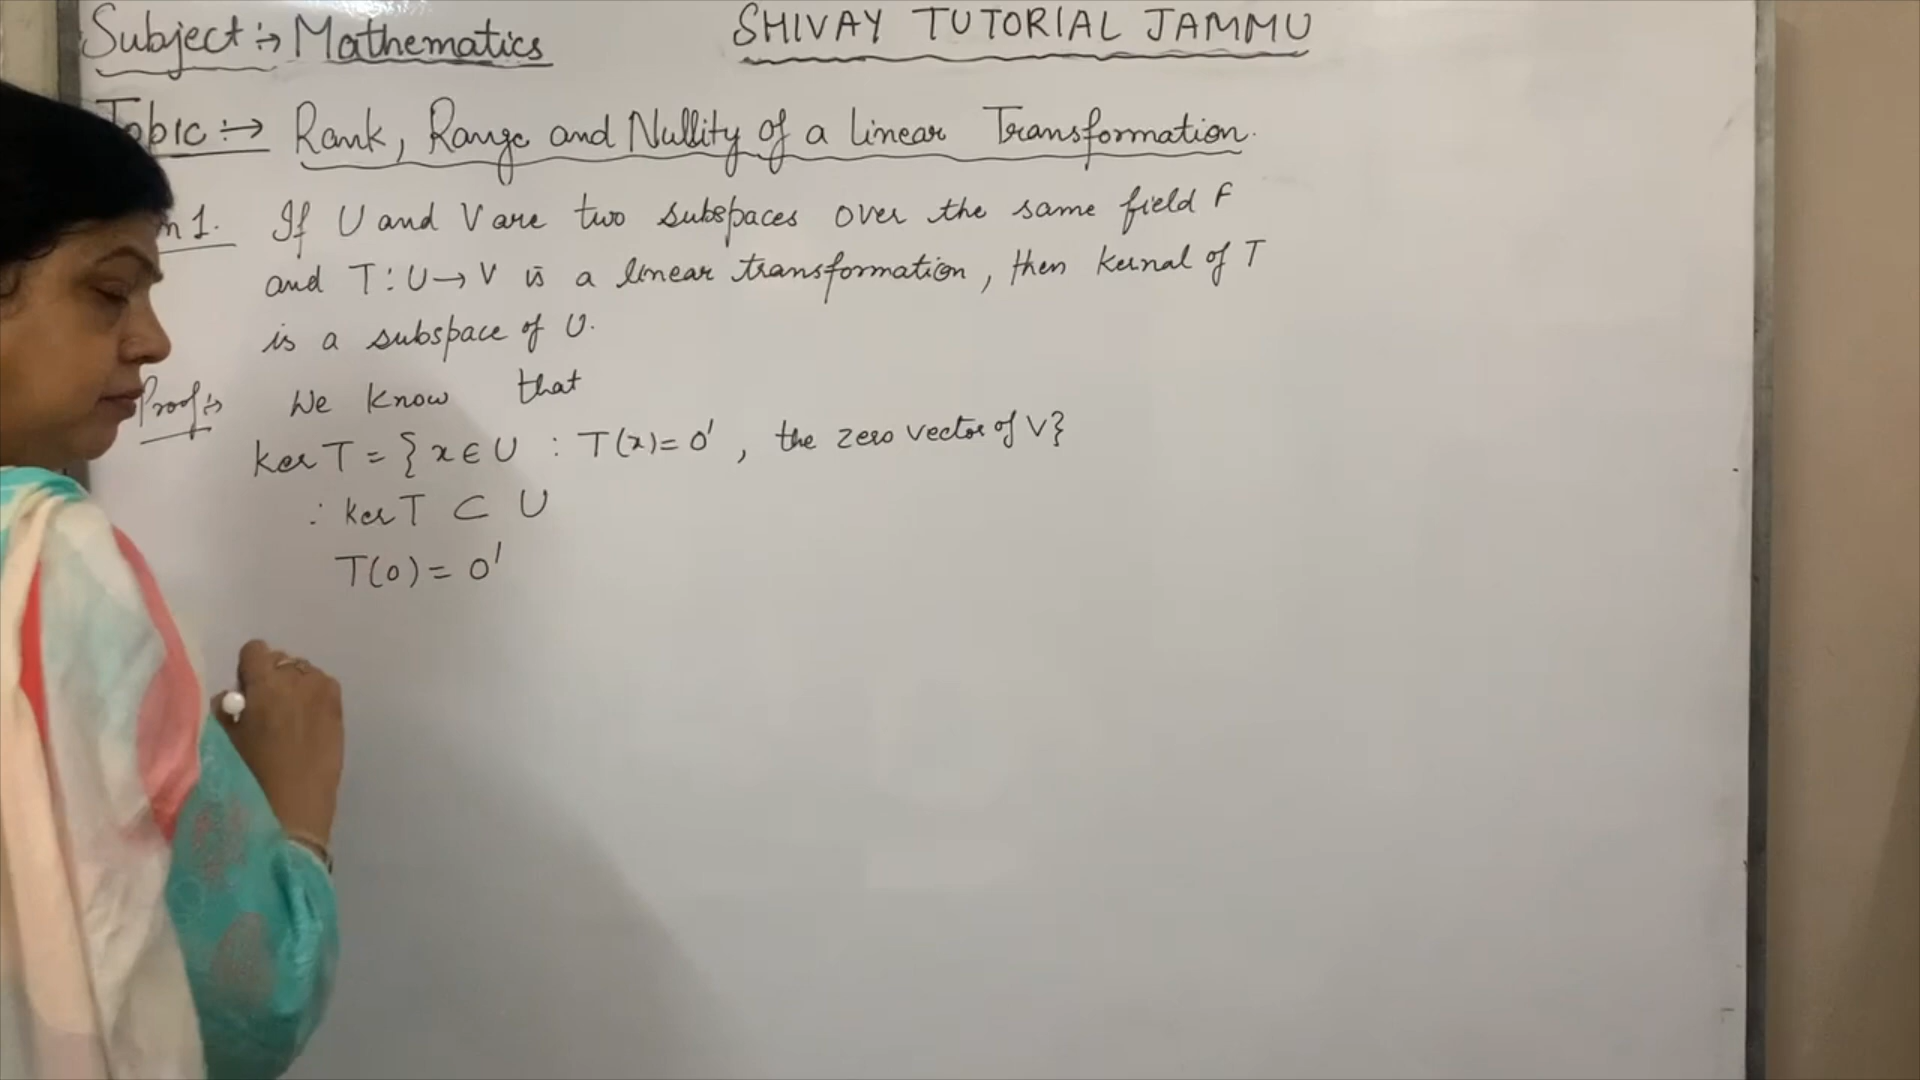 Subject :→ Mathematics
SHIVAY TUTORIAL JAMMU
Topic :→ Rank, Range and Nullity of a linear Transformation.
1. If U and V are two subspaces over the same field F
and T : U → V is a linear transformation, then kernal of T
is a subspace of U.
Proof :→ We know that
ker T = { x ∈ U : T(x) = 0' , the zero vector of V}
∴ ker T ⊂ U
T(0) = 0'